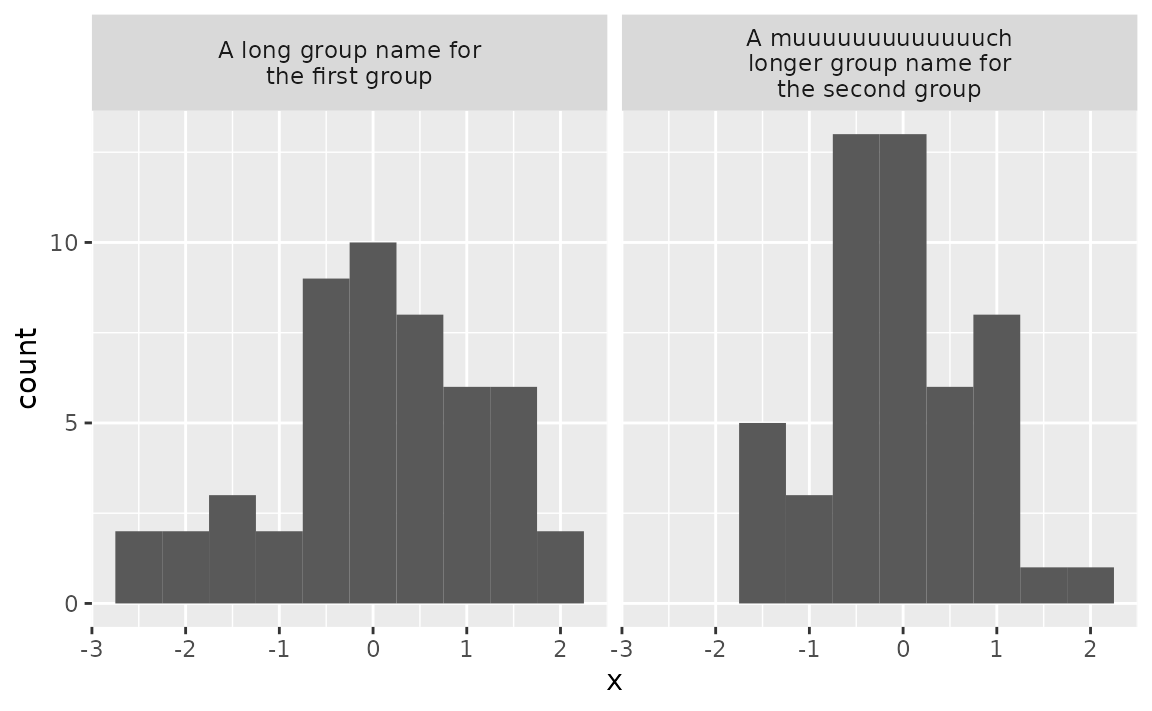 A long group name for
the first group
A muuuuuuuuuuuuuch
longer group name for
the second group
count
10
5
0
-3 -2 -1 0 1 2
-3 -2 -1 0 1 2
x